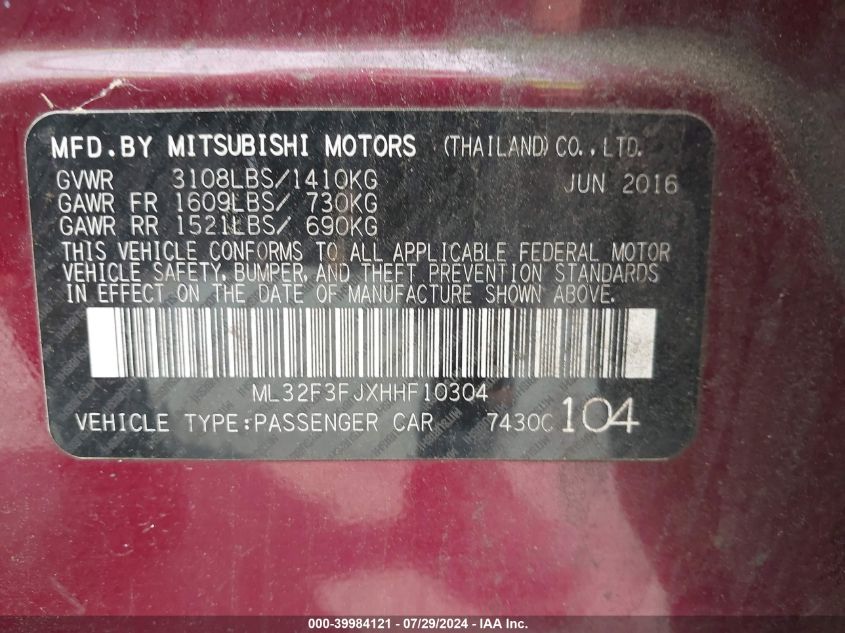 MFD.BY MITSUBISHI MOTORS (THAILAND) CO.,LTD.
GVWR 3108LBS/1410KG JUN 2016
GAWR FR 1609LBS/ 730KG
GAWR RR 1521LBS/ 690KG
THIS VEHICLE CONFORMS TO ALL APPLICABLE FEDERAL MOTOR
VEHICLE SAFETY, BUMPER, AND THEFT PREVENTION STANDARDS
IN EFFECT ON THE DATE OF MANUFACTURE SHOWN ABOVE.
ML32F3FJXHHF10304
VEHICLE TYPE:PASSENGER CAR 7430C 104
000-39984121 - 07/29/2024 - IAA Inc.